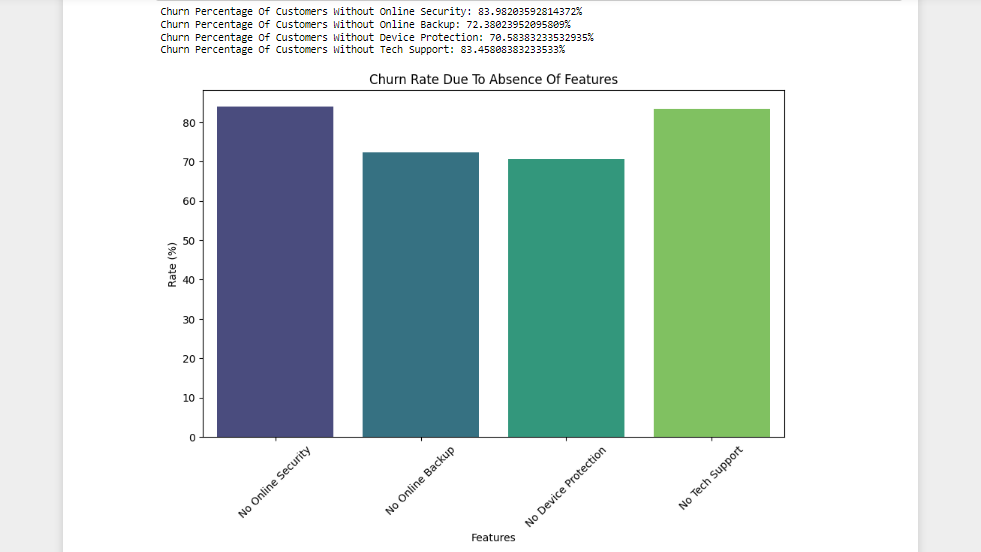 Churn Percentage Of Customers Without Online Security: 83.98203592814372%
Churn Percentage Of Customers Without Online Backup: 72.38023952095809%
Churn Percentage Of Customers Without Device Protection: 70.58383233532935%
Churn Percentage Of Customers Without Tech Support: 83.45808383233533%
Churn Rate Due To Absence Of Features
Rate (%)
80
70
60
50
40
30
20
10
0
No Online Security
No Online Backup
No Device Protection
No Tech Support
Features